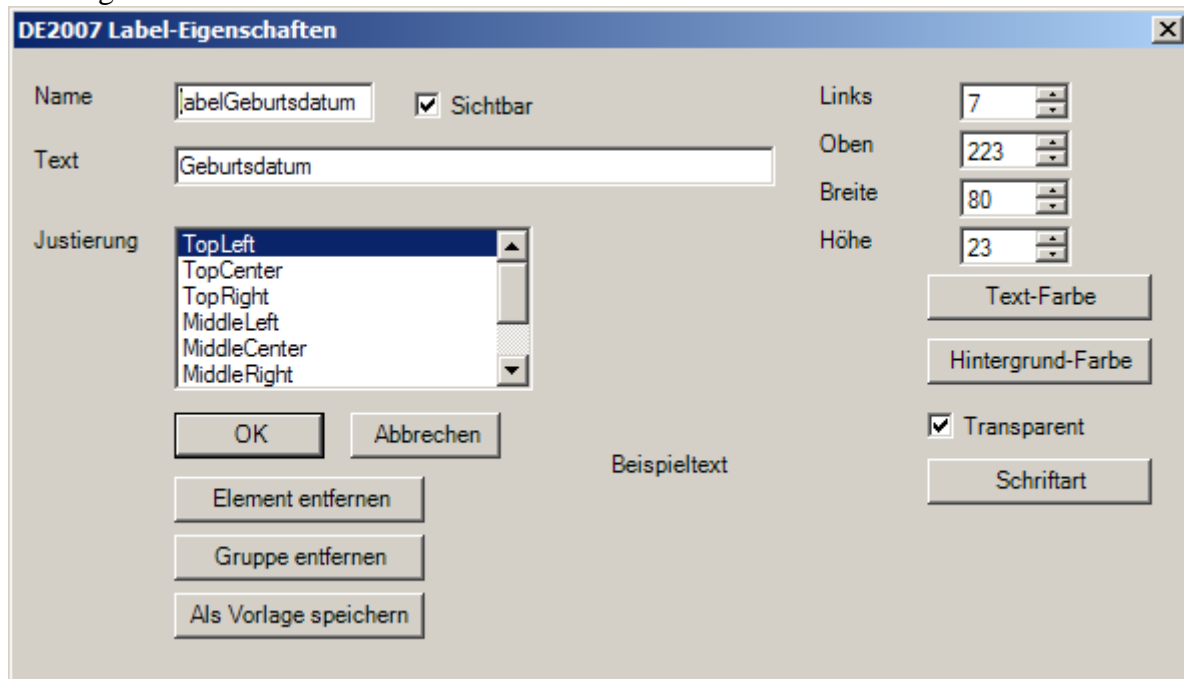 DE2007 Label-Eigenschaften
Name
labelGeburtsdatum
Sichtbar
Text
Geburtsdatum
Justierung
TopLeft
TopCenter
TopRight
MiddleLeft
MiddleCenter
MiddleRight
OK
Abbrechen
Element entfernen
Gruppe entfernen
Als Vorlage speichern
Beispieltext
Links
7
Oben
223
Breite
80
Höhe
23
Text-Farbe
Hintergrund-Farbe
Transparent
Schriftart